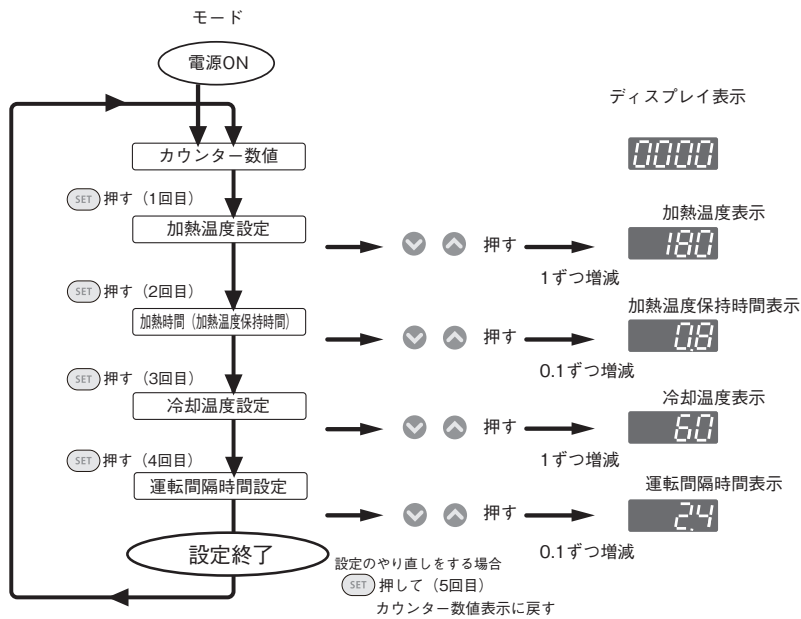 モード
電源ON
ディスプレイ表示
カウンター数値
0000
SET 押す（1回目）
加熱温度設定
押す
1ずつ増減
加熱温度表示
180
SET 押す（2回目）
加熱時間（加熱温度保持時間）
押す
0.1ずつ増減
加熱温度保持時間表示
0.8
SET 押す（3回目）
冷却温度設定
押す
1ずつ増減
冷却温度表示
60
SET 押す（4回目）
運転間隔時間設定
押す
0.1ずつ増減
運転間隔時間表示
2.4
設定終了
設定のやり直しをする場合
SET 押して（5回目）
カウンター数値表示に戻す